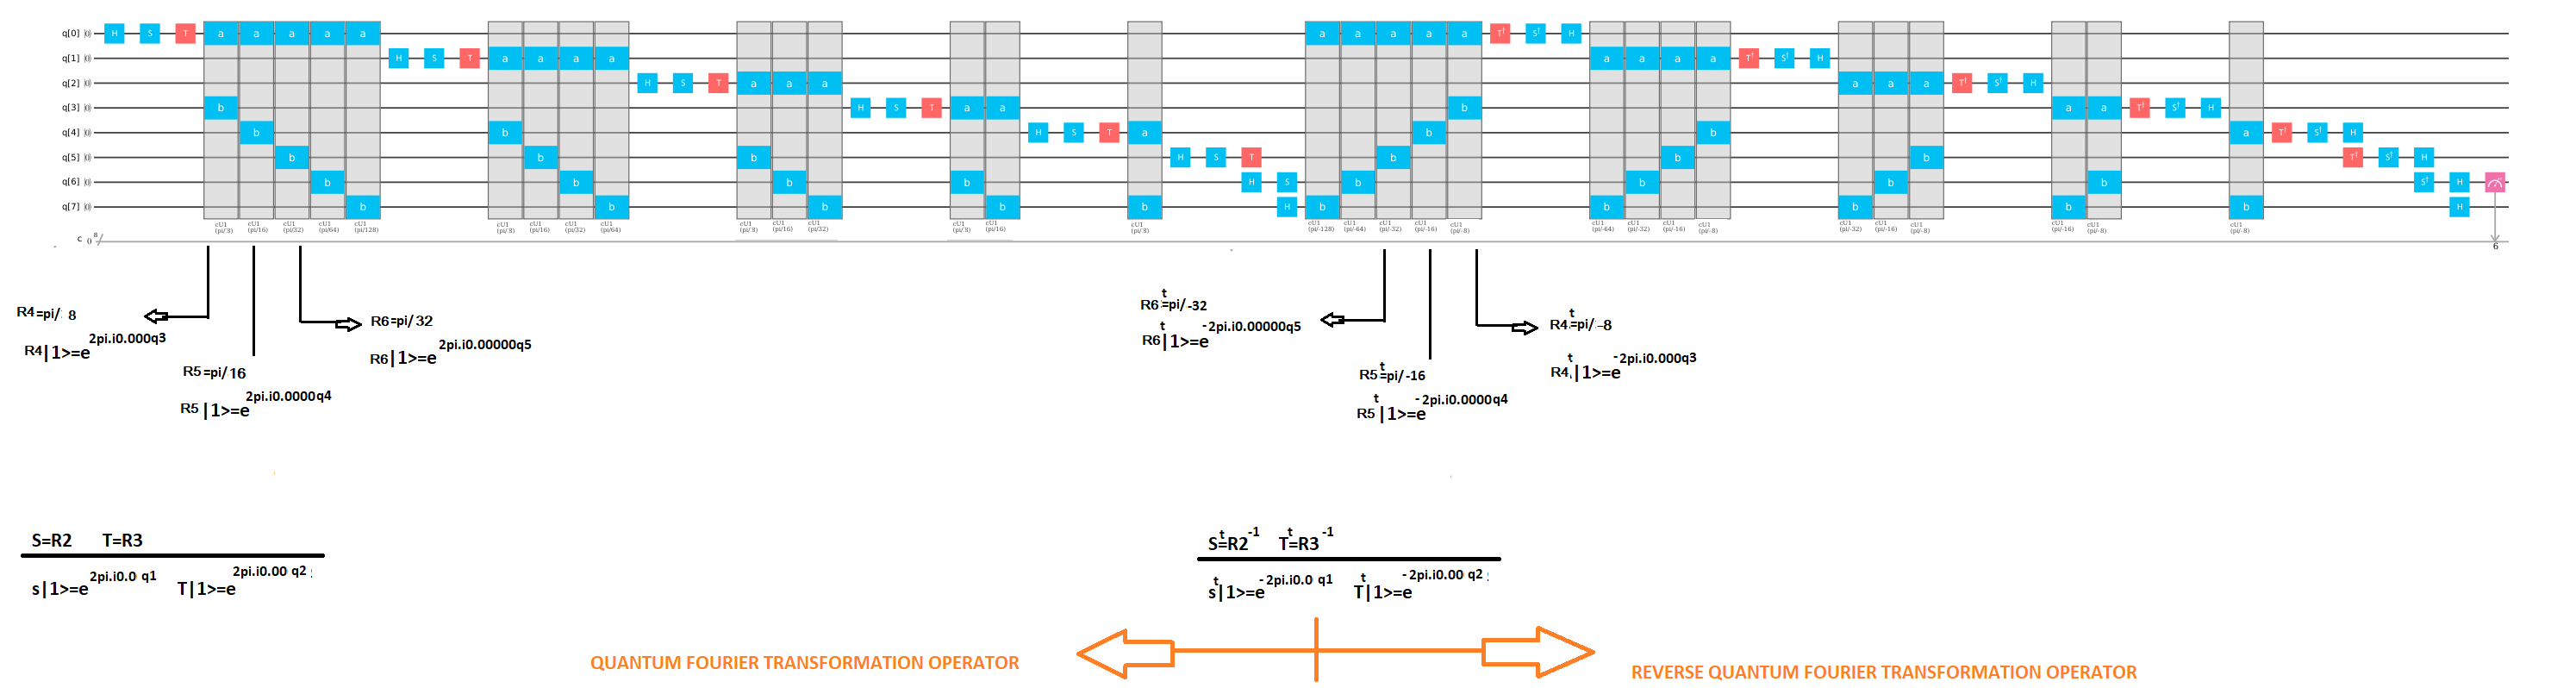 q[0] H S T a a a a a a a a a a T† S† H
q[1] H S T a a a a a a a a T† S† H
q[2] H S T a a a a a a T† S† H
q[3] b H S T a a b a a T† S† H
q[4] b b H S T a b b a T† S† H
q[5] b b b H S T b b b T† S† H
q[6] b b b b H S b b b b S† H
q[7] b b b b b H b b b b b H
cU1 (pi/8) cU1 (pi/16) cU1 (pi/32) cU1 (pi/64) cU1 (pi/128) cU1 (pi/8) cU1 (pi/16) cU1 (pi/32) cU1 (pi/64) cU1 (pi/8) cU1 (pi/16) cU1 (pi/32) cU1 (pi/8) cU1 (pi/16) cU1 (pi/8) cU1 (pi/-128) cU1 (pi/-64) cU1 (pi/-32) cU1 (pi/-16) cU1 (pi/-8) cU1 (pi/-64) cU1 (pi/-32) cU1 (pi/-16) cU1 (pi/-8) cU1 (pi/-32) cU1 (pi/-16) cU1 (pi/-8) cU1 (pi/-16) cU1 (pi/-8) cU1 (pi/-8)
c 0 8 6
R4=pi/ 8
R4|1>=e 2pi.i0.000q3
R5=pi/16
R5|1>=e 2pi.i0.0000q4
R6=pi/32
R6|1>=e 2pi.i0.00000q5
R6 t =pi/-32
R6 t |1>=e -2pi.i0.00000q5
R5 t =pi/-16
R5 t |1>=e -2pi.i0.0000q4
R4 t =pi/-8
R4 t |1>=e -2pi.i0.000q3
S=R2 T=R3
s|1>=e 2pi.i0.0 q1 T|1>=e 2pi.i0.00 q2
S t =R2 -1 T t =R3 -1
s t |1>=e -2pi.i0.0 q1 T t |1>=e -2pi.i0.00 q2
QUANTUM FOURIER TRANSFORMATION OPERATOR
REVERSE QUANTUM FOURIER TRANSFORMATION OPERATOR